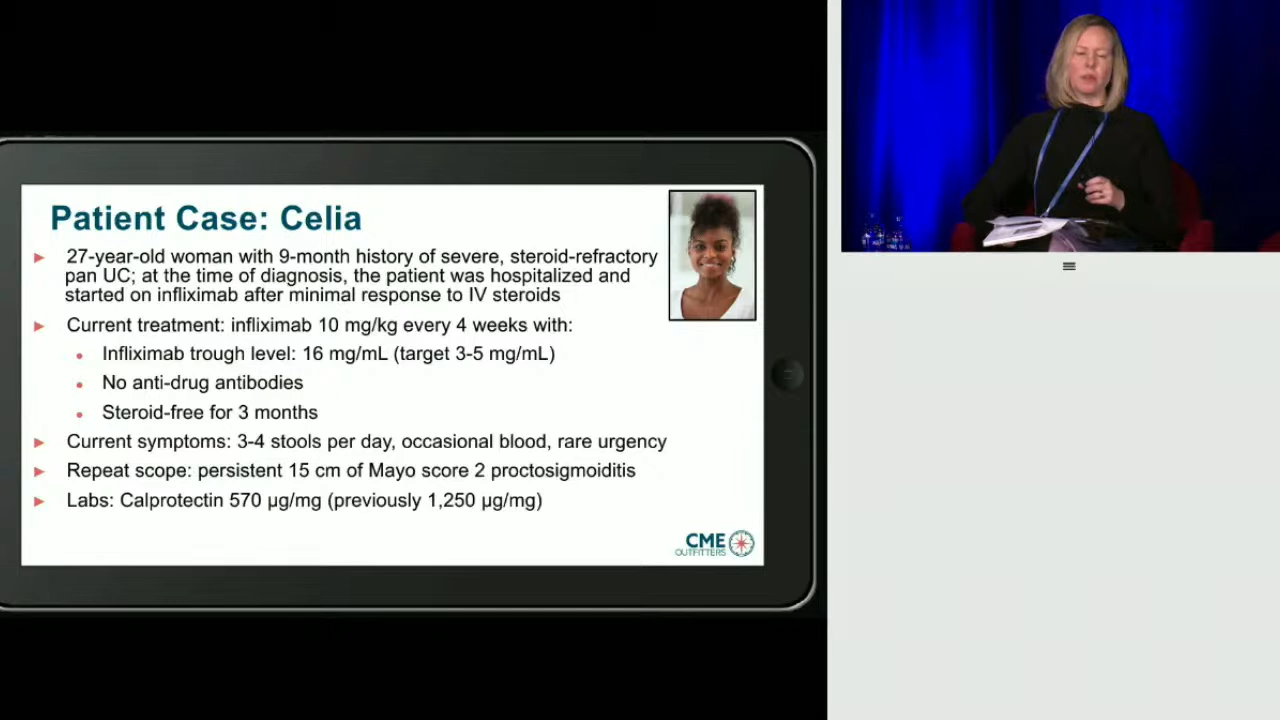 Patient Case: Celia
▶ 27-year-old woman with 9-month history of severe, steroid-refractory
pan UC; at the time of diagnosis, the patient was hospitalized and
started on infliximab after minimal response to IV steroids
▶ Current treatment: infliximab 10 mg/kg every 4 weeks with:
• Infliximab trough level: 16 mg/mL (target 3-5 mg/mL)
• No anti-drug antibodies
• Steroid-free for 3 months
▶ Current symptoms: 3-4 stools per day, occasional blood, rare urgency
▶ Repeat scope: persistent 15 cm of Mayo score 2 proctosigmoiditis
▶ Labs: Calprotectin 570 µg/mg (previously 1,250 µg/mg)
CME
OUTFITTERS